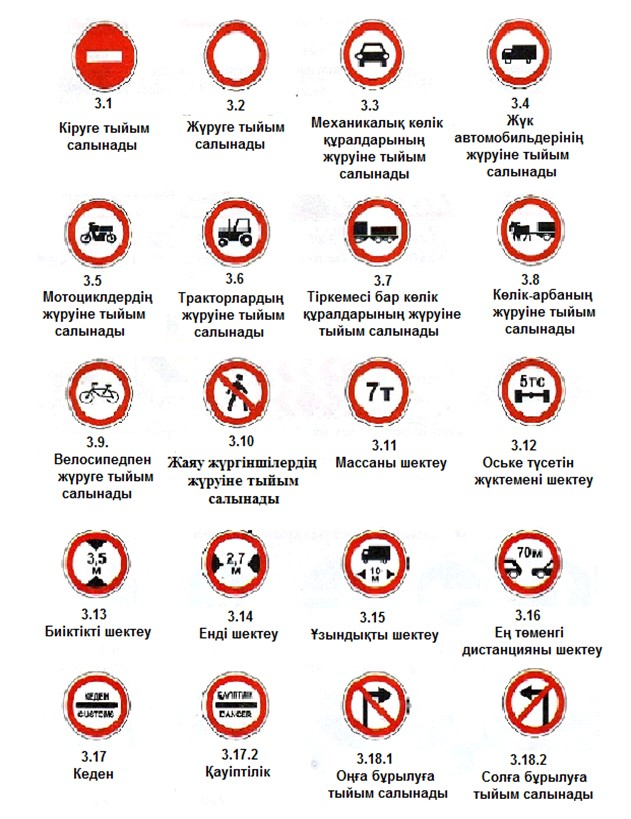 3.1
Кіруге тыйым
салынады
3.2
Жүруге тыйым
салынады
3.3
Механикалық көлік
құралдарының
жүруіне тыйым
салынады
3.4
Жүк
автомобильдерінің
жүруіне тыйым
салынады
3.5
Мотоциклдердің
жүруіне тыйым
салынады
3.6
Тракторлардың
жүруіне тыйым
салынады
3.7
Тіркемесі бар көлік
құралдарының жүруіне
тыйым салынады
3.8
Көлік-арбаның
жүруіне тыйым
салынады
3.9.
Велосипедпен
жүруге тыйым
салынады
3.10
Жаяу жүргіншілердің
жүруіне тыйым
салынады
7т
3.11
Массаны шектеу
5тс
3.12
Оське түсетін
жүктемені шектеу
3,5
м
3.13
Биіктікті шектеу
2,7
м
3.14
Енді шектеу
10
м
3.15
Ұзындықты шектеу
70м
3.16
Ең төменгі
дистанцияны шектеу
КЕДЕН
CUSTOMS
3.17
Кеден
DANGER
3.17.2
Қауіптілік
3.18.1
Оңға бұрылуға
тыйым салынады
3.18.2
Солға бұрылуға
тыйым салынады